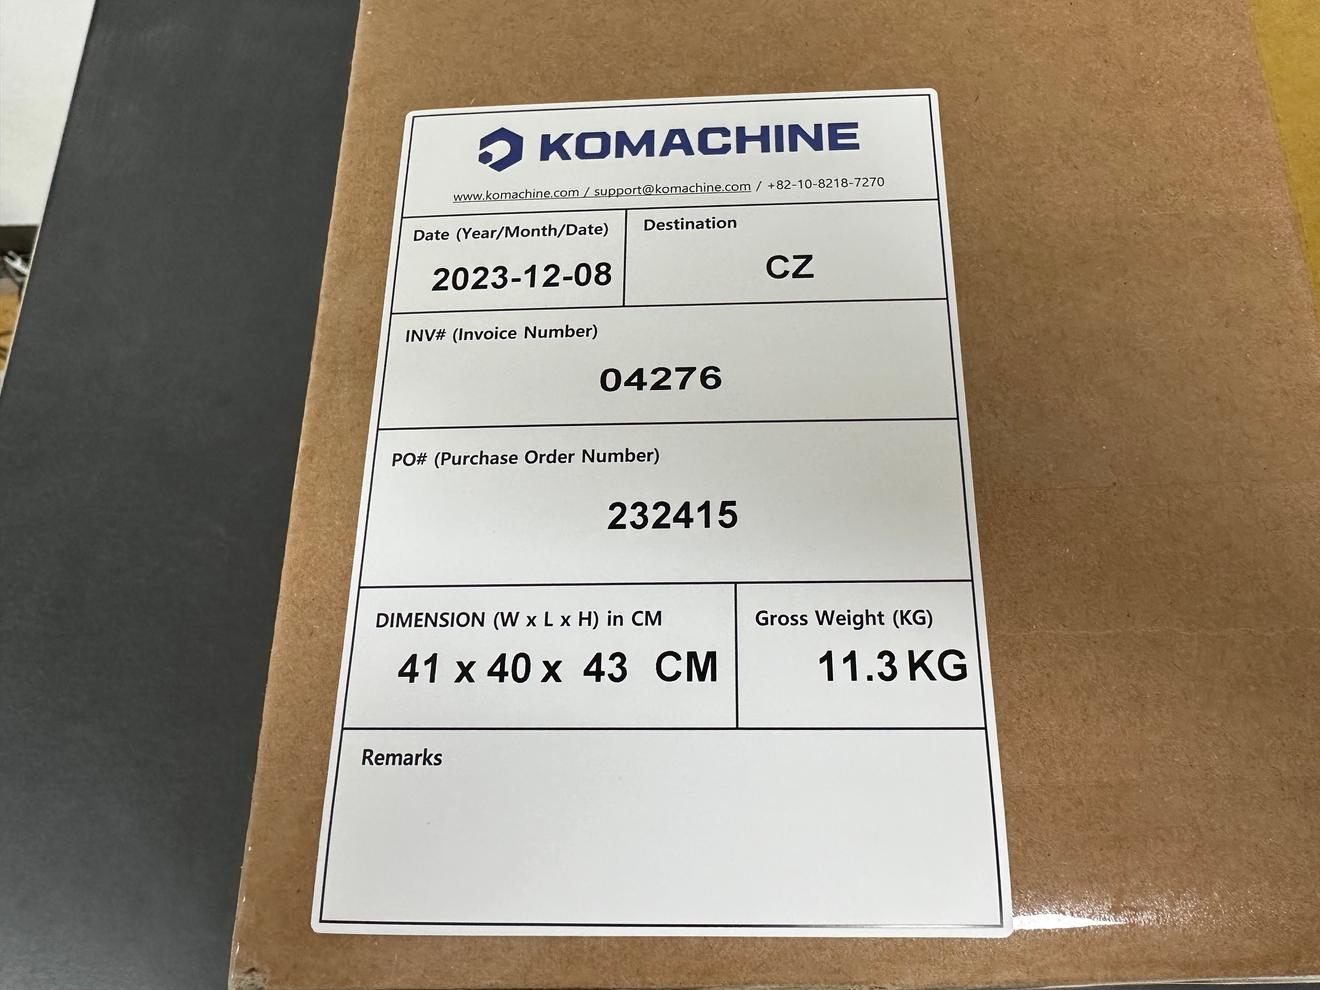 KOMACHINE
www.komachine.com / support@komachine.com / +82-10-8218-7270
Date (Year/Month/Date)
2023-12-08
Destination
CZ
INV# (Invoice Number)
04276
PO# (Purchase Order Number)
232415
DIMENSION (W x L x H) in CM
41 x 40 x 43 CM
Gross Weight (KG)
11.3 KG
Remarks